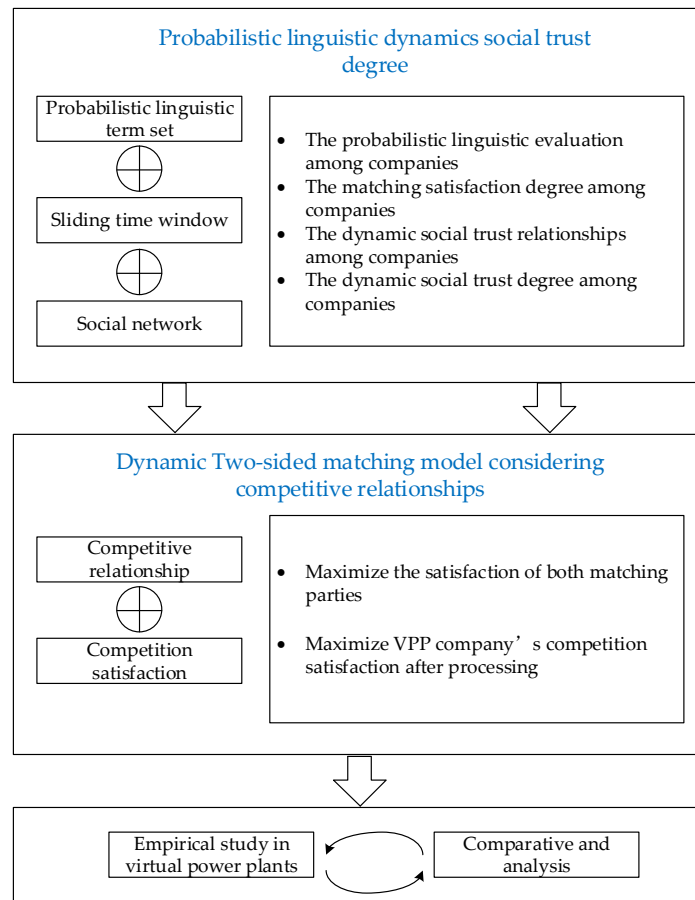 Probabilistic linguistic dynamics social trust
degree
Probabilistic linguistic
term set
Sliding time window
Social network
• The probabilistic linguistic evaluation
among companies
• The matching satisfaction degree among
companies
• The dynamic social trust relationships
among companies
• The dynamic social trust degree among
companies
Dynamic Two-sided matching model considering
competitive relationships
Competitive
relationship
Competition
satisfaction
• Maximize the satisfaction of both matching
parties
• Maximize VPP company’s competition
satisfaction after processing
Empirical study in
virtual power plants
Comparative and
analysis